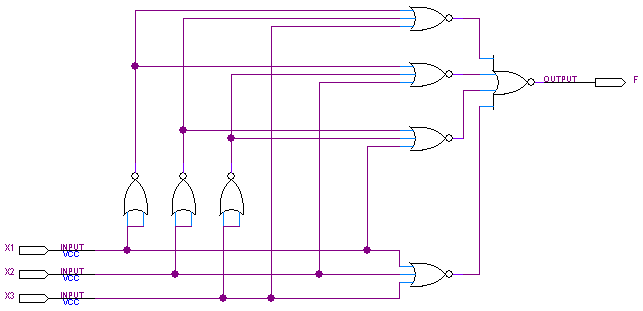 OUTPUT F
X1 INPUT
VCC
X2 INPUT
VCC
X3 INPUT
VCC